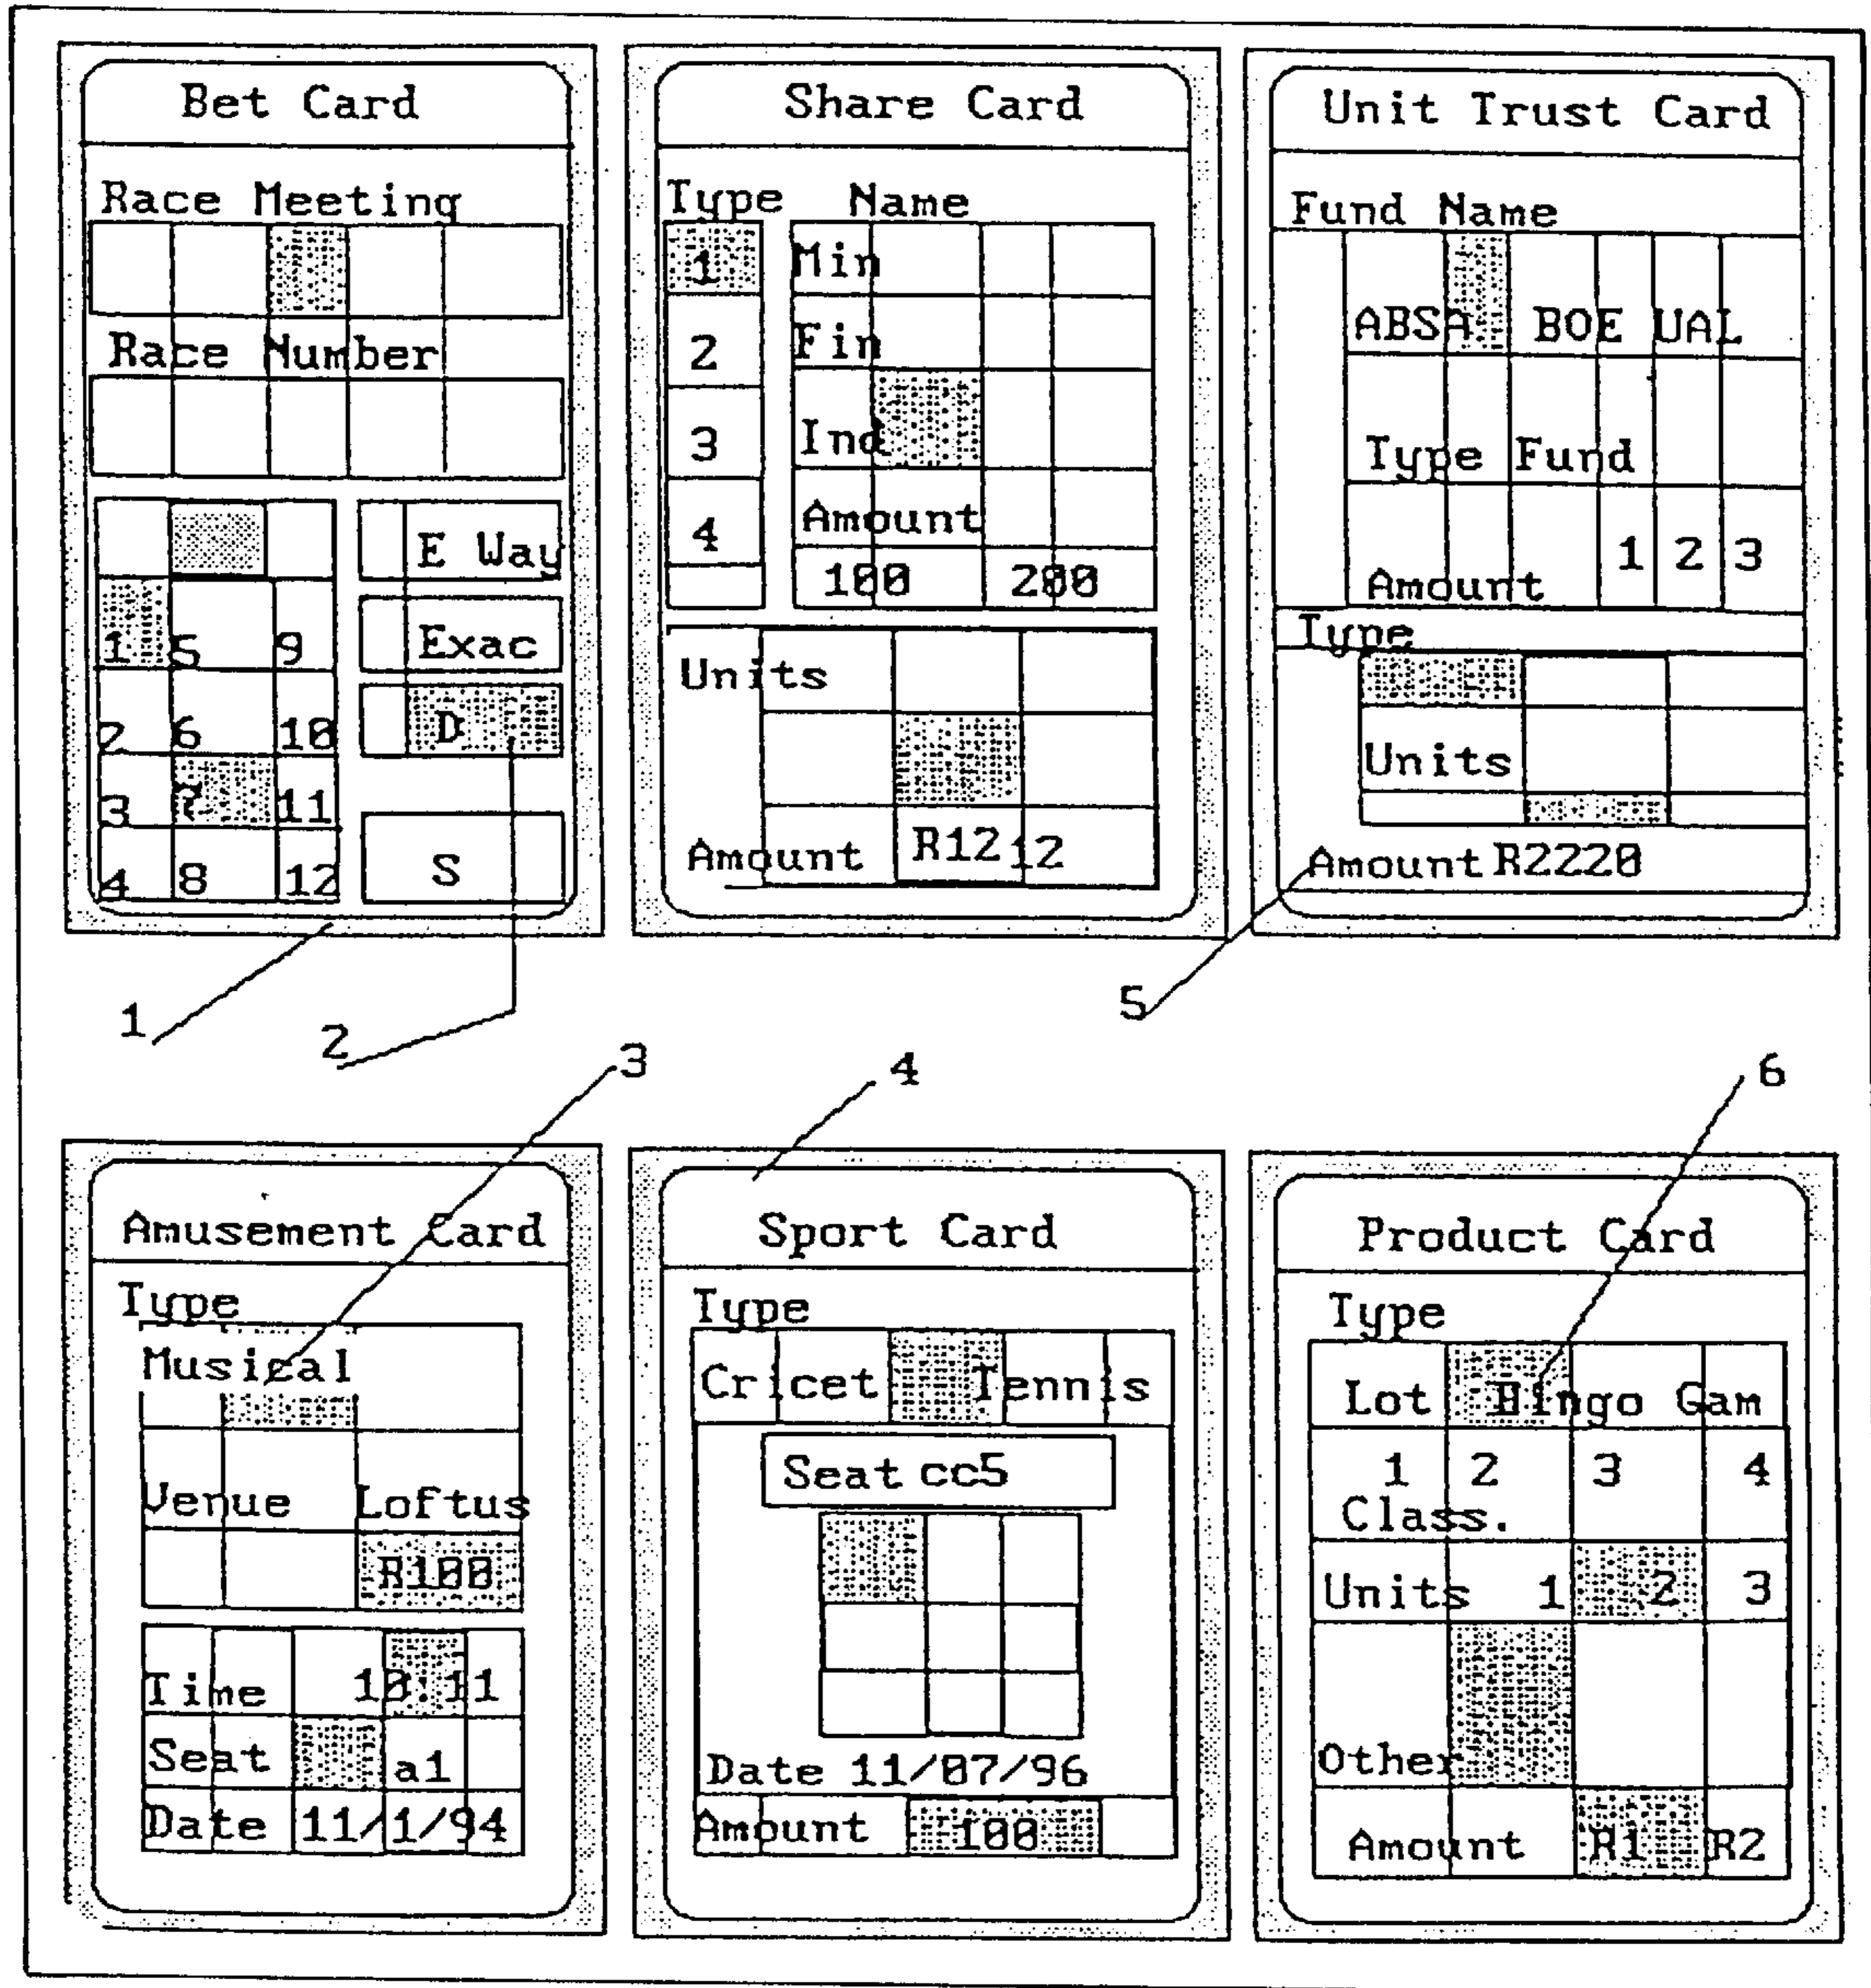 Bet Card
Race Meeting
Race Number
E Way
1 5 9
Exac
2 6 10
D
3 7 11
4 8 12
S
Share Card
Type Name
1 Min
2 Fin
3 Ind
4 Amount
100 200
Units
Amount R12 12
Unit Trust Card
Fund Name
ABSA BOE UAL
Type Fund
1 2 3
Amount
Type
Units
Amount R2220
1
2
5
3
4
6
Amusement Card
Type
Musical
Venue Loftus
R100
Time 10:11
Seat a1
Date 11/1/94
Sport Card
Type
Cricet Tennis
Seat cc5
Date 11/07/96
Amount 100
Product Card
Type
Lot Bingo Gam
1 2 3 4
Class.
Units 1 2 3
Other
Amount R1 R2